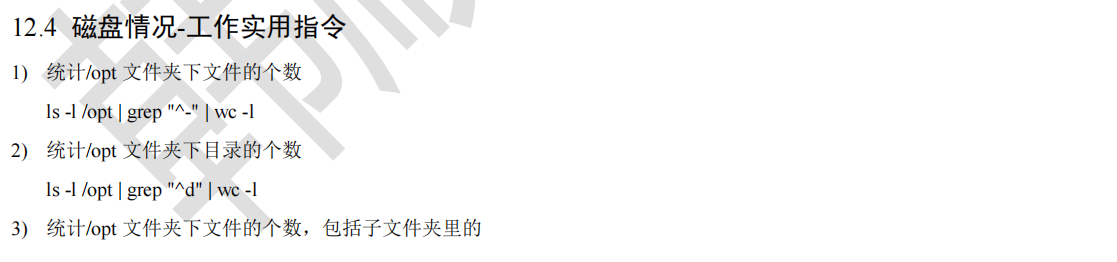 12.4 磁盘情况-工作实用指令
1) 统计/opt 文件夹下文件的个数
ls -l /opt | grep "^-" | wc -l
2) 统计/opt 文件夹下目录的个数
ls -l /opt | grep "^d" | wc -l
3) 统计/opt 文件夹下文件的个数，包括子文件夹里的